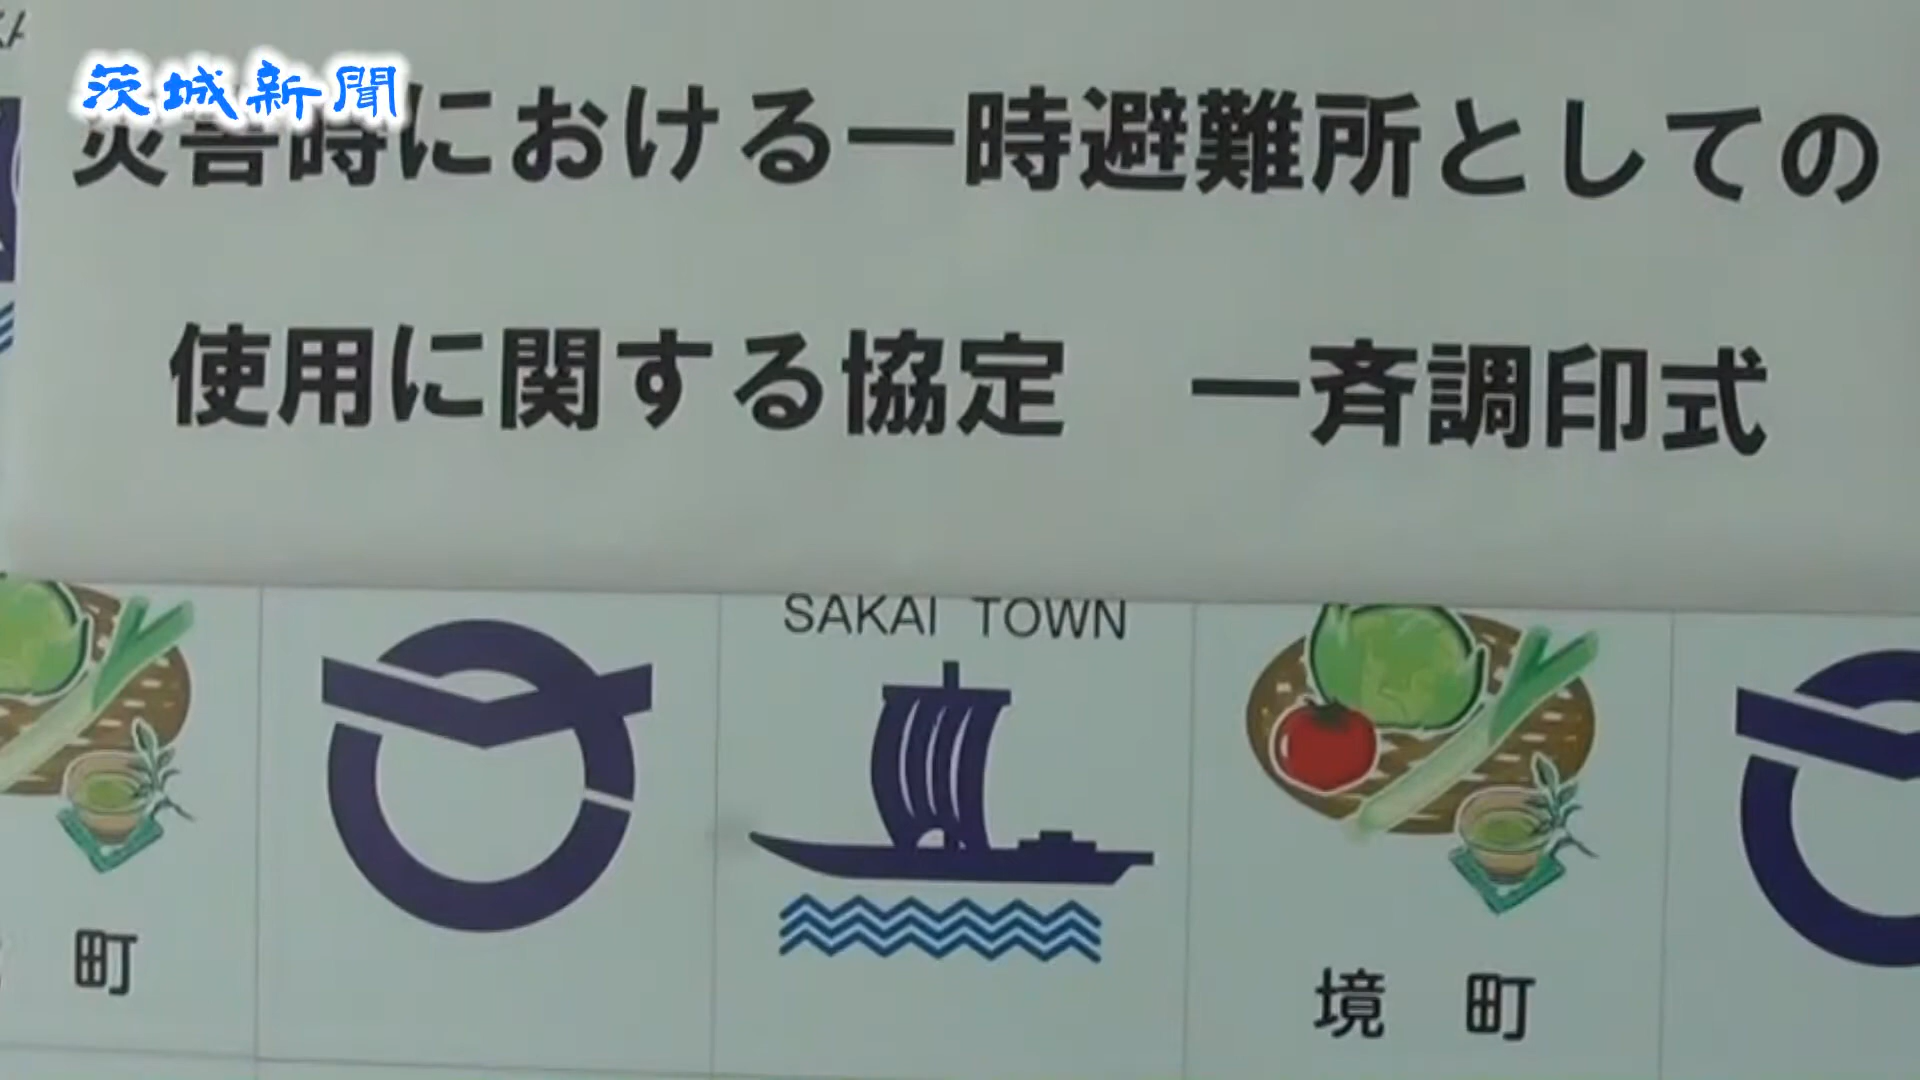 茨城新聞
災害時における一時避難所としての
使用に関する協定　一斉調印式
SAKAI TOWN
町
境 町